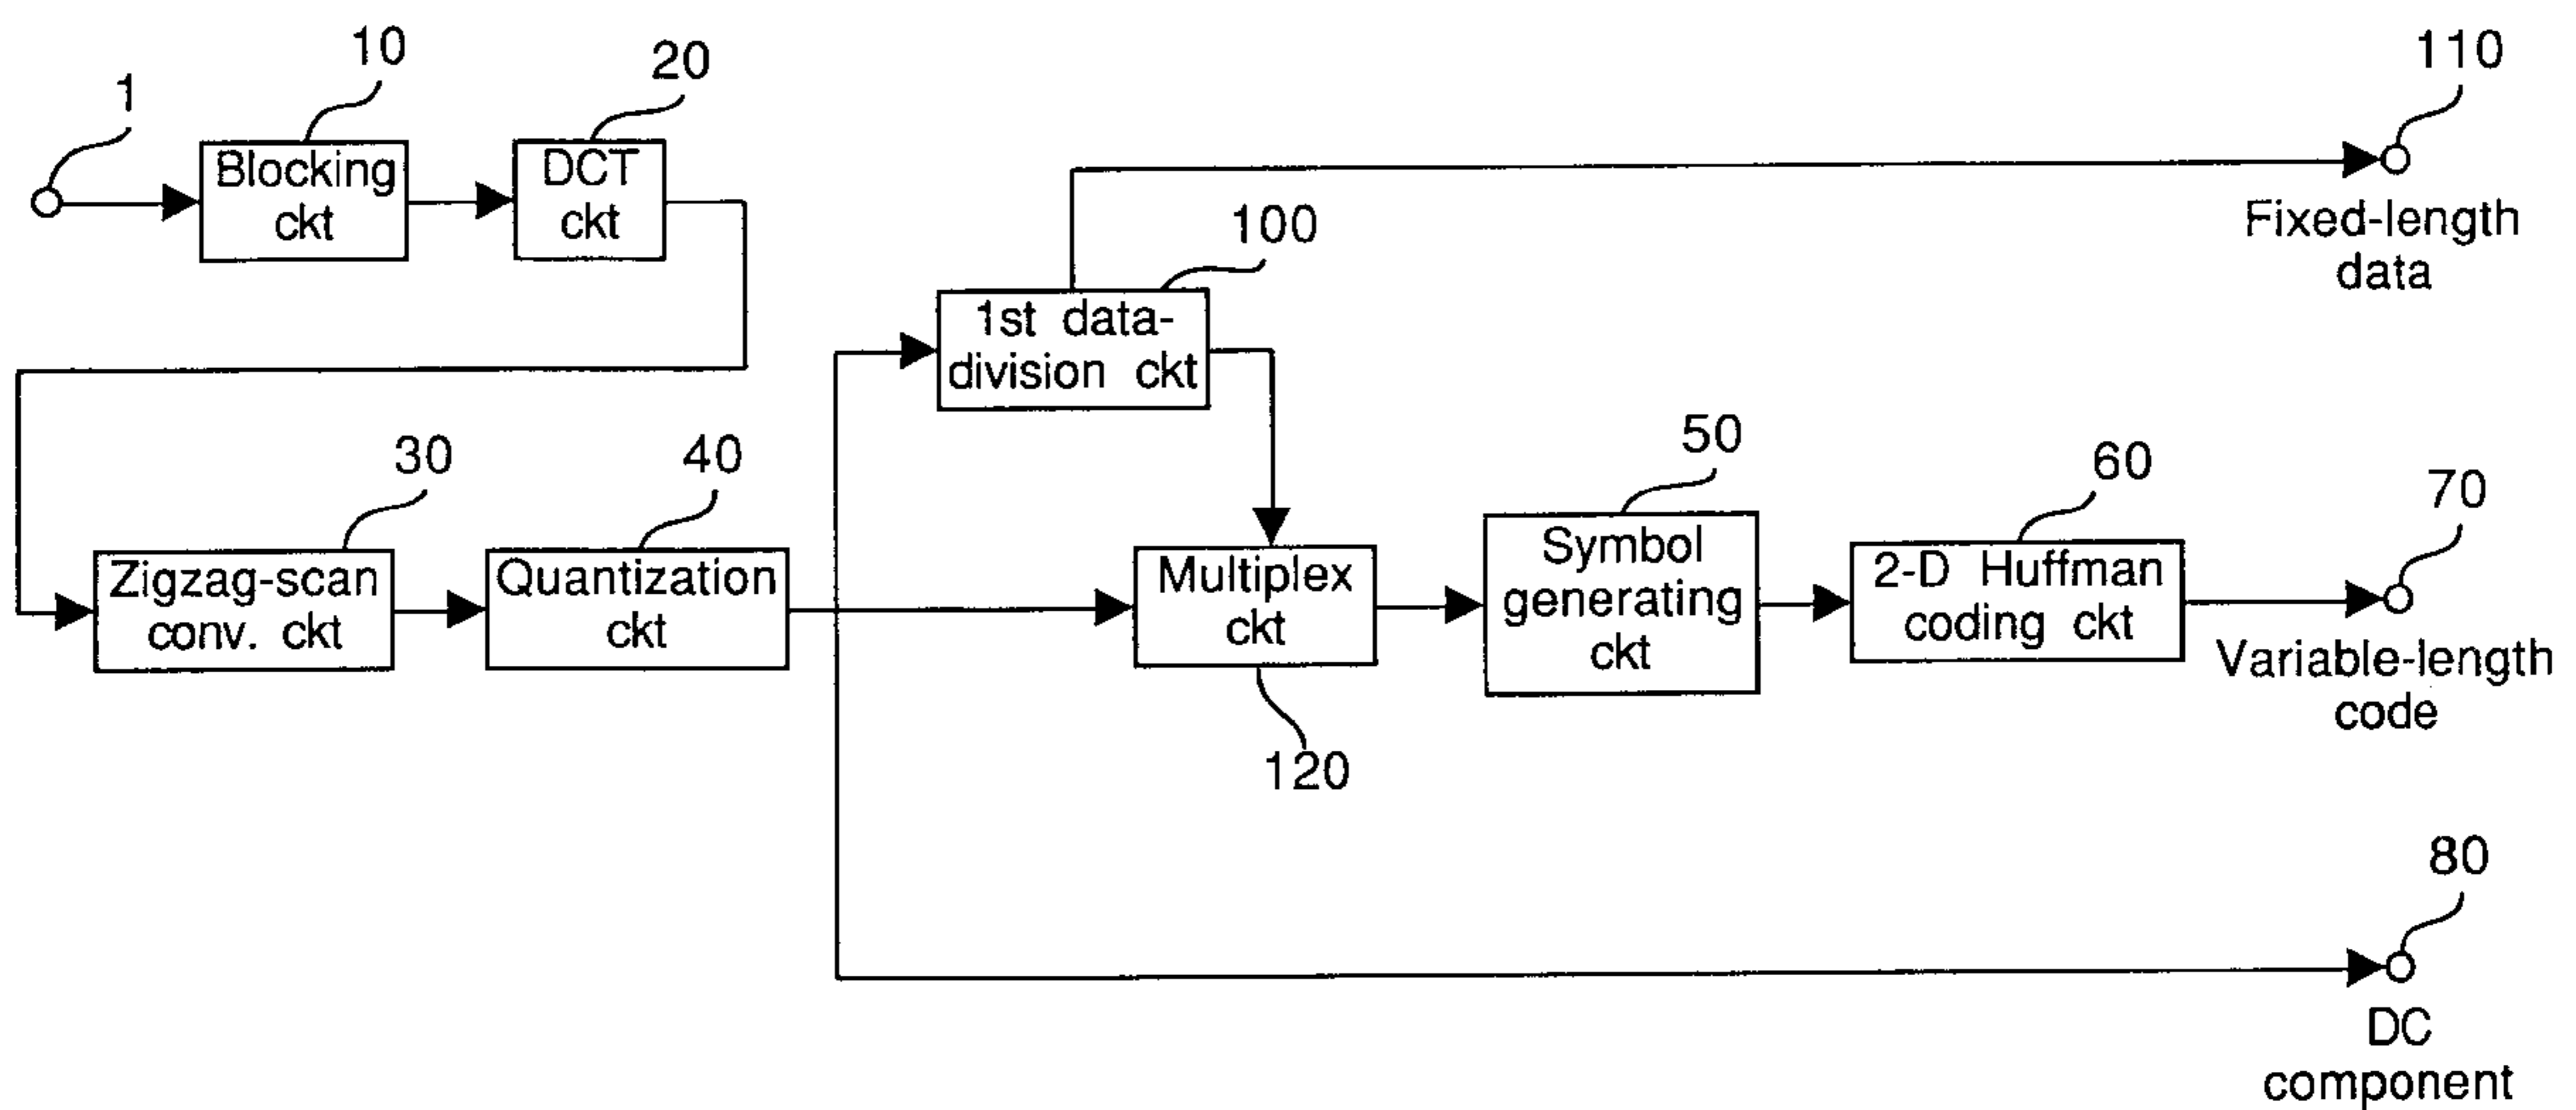 1
10
20
110
Blocking
ckt
DCT
ckt
100
Fixed-length
data
1st data-
division ckt
30
40
50
60
70
Zigzag-scan
conv. ckt
Quantization
ckt
Multiplex
ckt
Symbol
generating
ckt
2-D Huffman
coding ckt
Variable-length
code
120
80
DC
component